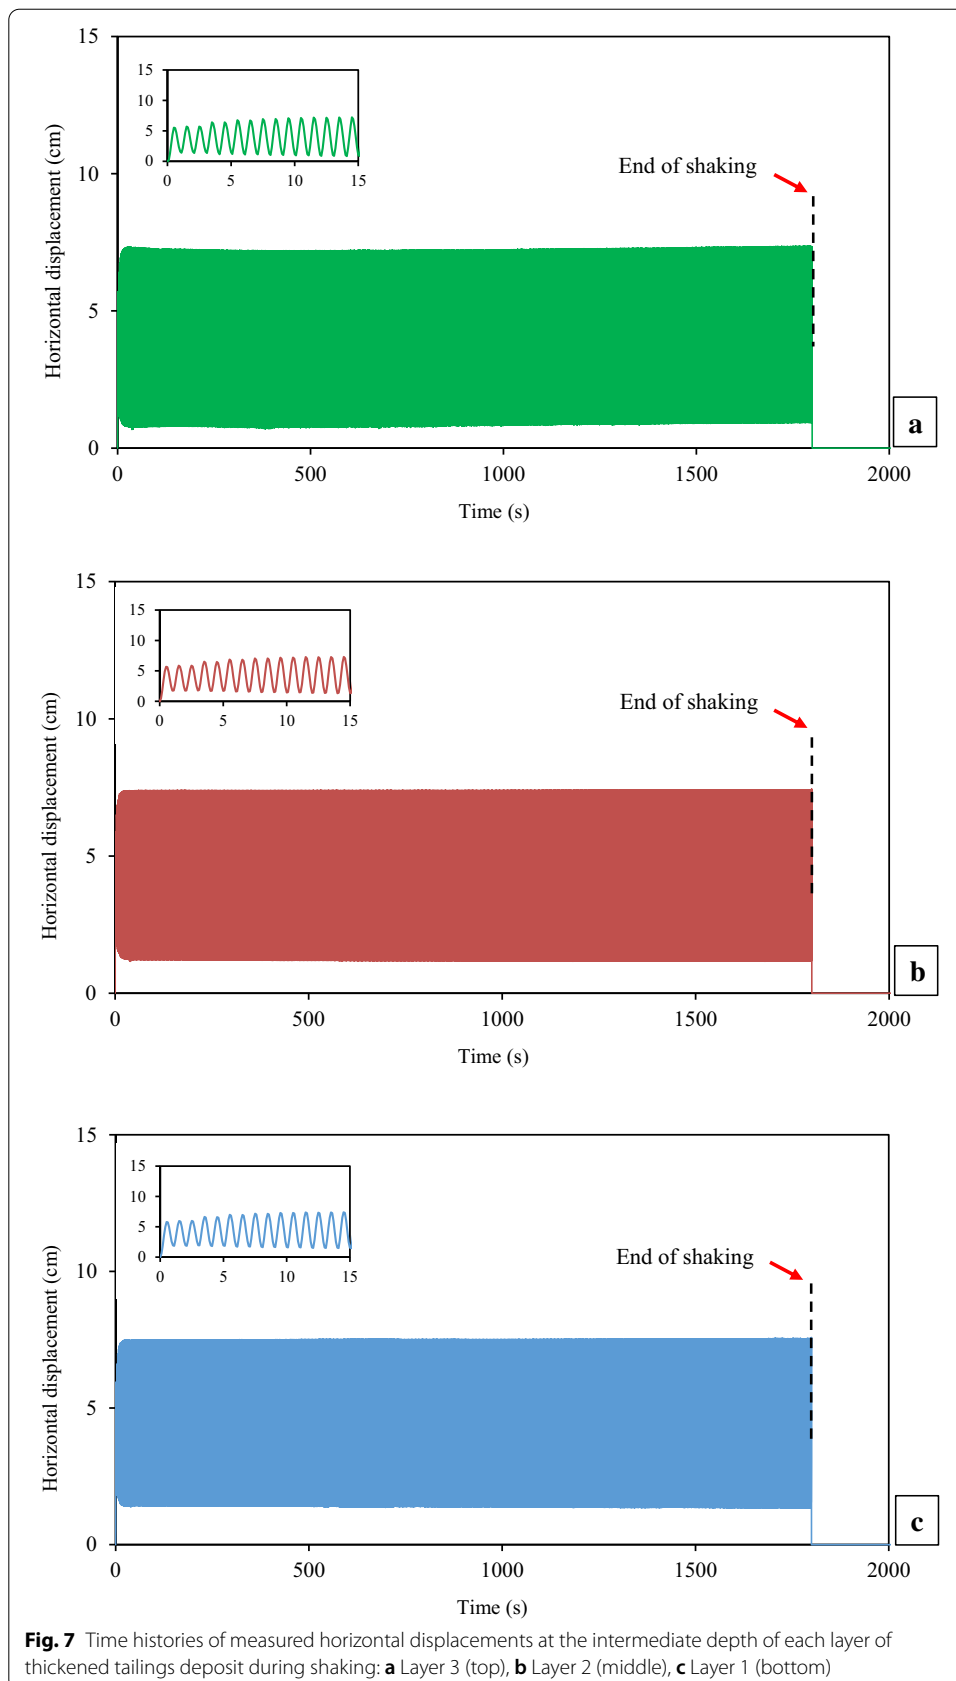 15
10
5
0
Horizontal displacement (cm)
15
10
5
0
0 5 10 15
End of shaking
a
0 500 1000 1500 2000
Time (s)
15
10
5
0
Horizontal displacement (cm)
15
10
5
0
0 5 10 15
End of shaking
b
0 500 1000 1500 2000
Time (s)
15
10
5
0
Horizontal displacement (cm)
15
10
5
0
0 5 10 15
End of shaking
c
0 500 1000 1500 2000
Time (s)
Fig. 7 Time histories of measured horizontal displacements at the intermediate depth of each layer of
thickened tailings deposit during shaking: a Layer 3 (top), b Layer 2 (middle), c Layer 1 (bottom)